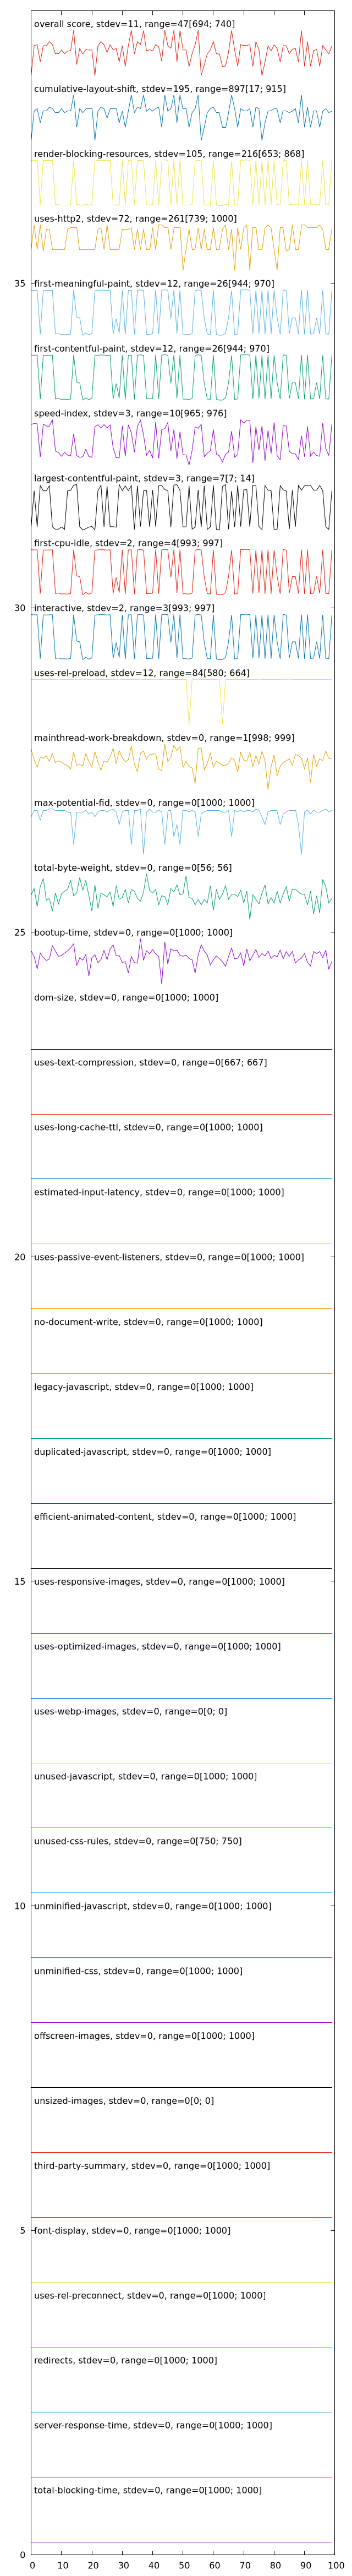 overall score, stdev=11, range=47[694; 740]
cumulative-layout-shift, stdev=195, range=897[17; 915]
render-blocking-resources, stdev=105, range=216[653; 868]
uses-http2, stdev=72, range=261[739; 1000]
35
first-meaningful-paint, stdev=12, range=26[944; 970]
first-contentful-paint, stdev=12, range=26[944; 970]
speed-index, stdev=3, range=10[965; 976]
largest-contentful-paint, stdev=3, range=7[7; 14]
first-cpu-idle, stdev=2, range=4[993; 997]
30
interactive, stdev=2, range=3[993; 997]
uses-rel-preload, stdev=12, range=84[580; 664]
mainthread-work-breakdown, stdev=0, range=1[998; 999]
max-potential-fid, stdev=0, range=0[1000; 1000]
total-byte-weight, stdev=0, range=0[56; 56]
25
bootup-time, stdev=0, range=0[1000; 1000]
dom-size, stdev=0, range=0[1000; 1000]
uses-text-compression, stdev=0, range=0[667; 667]
uses-long-cache-ttl, stdev=0, range=0[1000; 1000]
estimated-input-latency, stdev=0, range=0[1000; 1000]
20
uses-passive-event-listeners, stdev=0, range=0[1000; 1000]
no-document-write, stdev=0, range=0[1000; 1000]
legacy-javascript, stdev=0, range=0[1000; 1000]
duplicated-javascript, stdev=0, range=0[1000; 1000]
efficient-animated-content, stdev=0, range=0[1000; 1000]
15
uses-responsive-images, stdev=0, range=0[1000; 1000]
uses-optimized-images, stdev=0, range=0[1000; 1000]
uses-webp-images, stdev=0, range=0[0; 0]
unused-javascript, stdev=0, range=0[1000; 1000]
unused-css-rules, stdev=0, range=0[750; 750]
10
unminified-javascript, stdev=0, range=0[1000; 1000]
unminified-css, stdev=0, range=0[1000; 1000]
offscreen-images, stdev=0, range=0[1000; 1000]
unsized-images, stdev=0, range=0[0; 0]
third-party-summary, stdev=0, range=0[1000; 1000]
5
font-display, stdev=0, range=0[1000; 1000]
uses-rel-preconnect, stdev=0, range=0[1000; 1000]
redirects, stdev=0, range=0[1000; 1000]
server-response-time, stdev=0, range=0[1000; 1000]
total-blocking-time, stdev=0, range=0[1000; 1000]
0
0 10 20 30 40 50 60 70 80 90 100